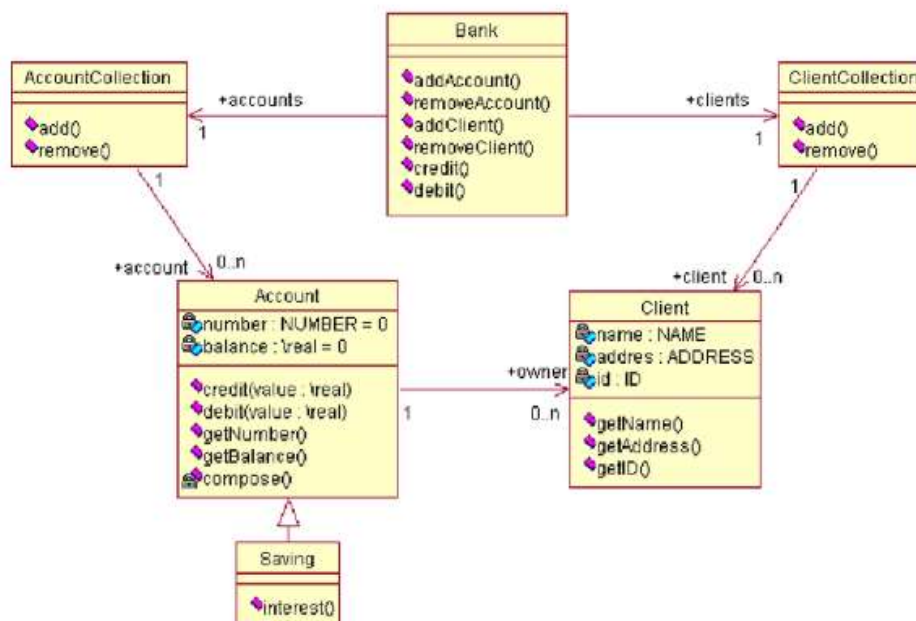 Bank
addAccount()
removeAccount()
addClient()
removeClient()
credit()
debit()
AccountCollection
add()
remove()
+accounts
1
ClientCollection
add()
remove()
+clients
1
1
+account
0..n
1
+client
0..n
Account
number : NUMBER = 0
balance : \real = 0
credit(value : \real)
debit(value : \real)
getNumber()
getBalance()
compose()
+owner
1
0..n
Client
name : NAME
addres : ADDRESS
id : ID
getName()
getAddress()
getID()
Saving
interest()